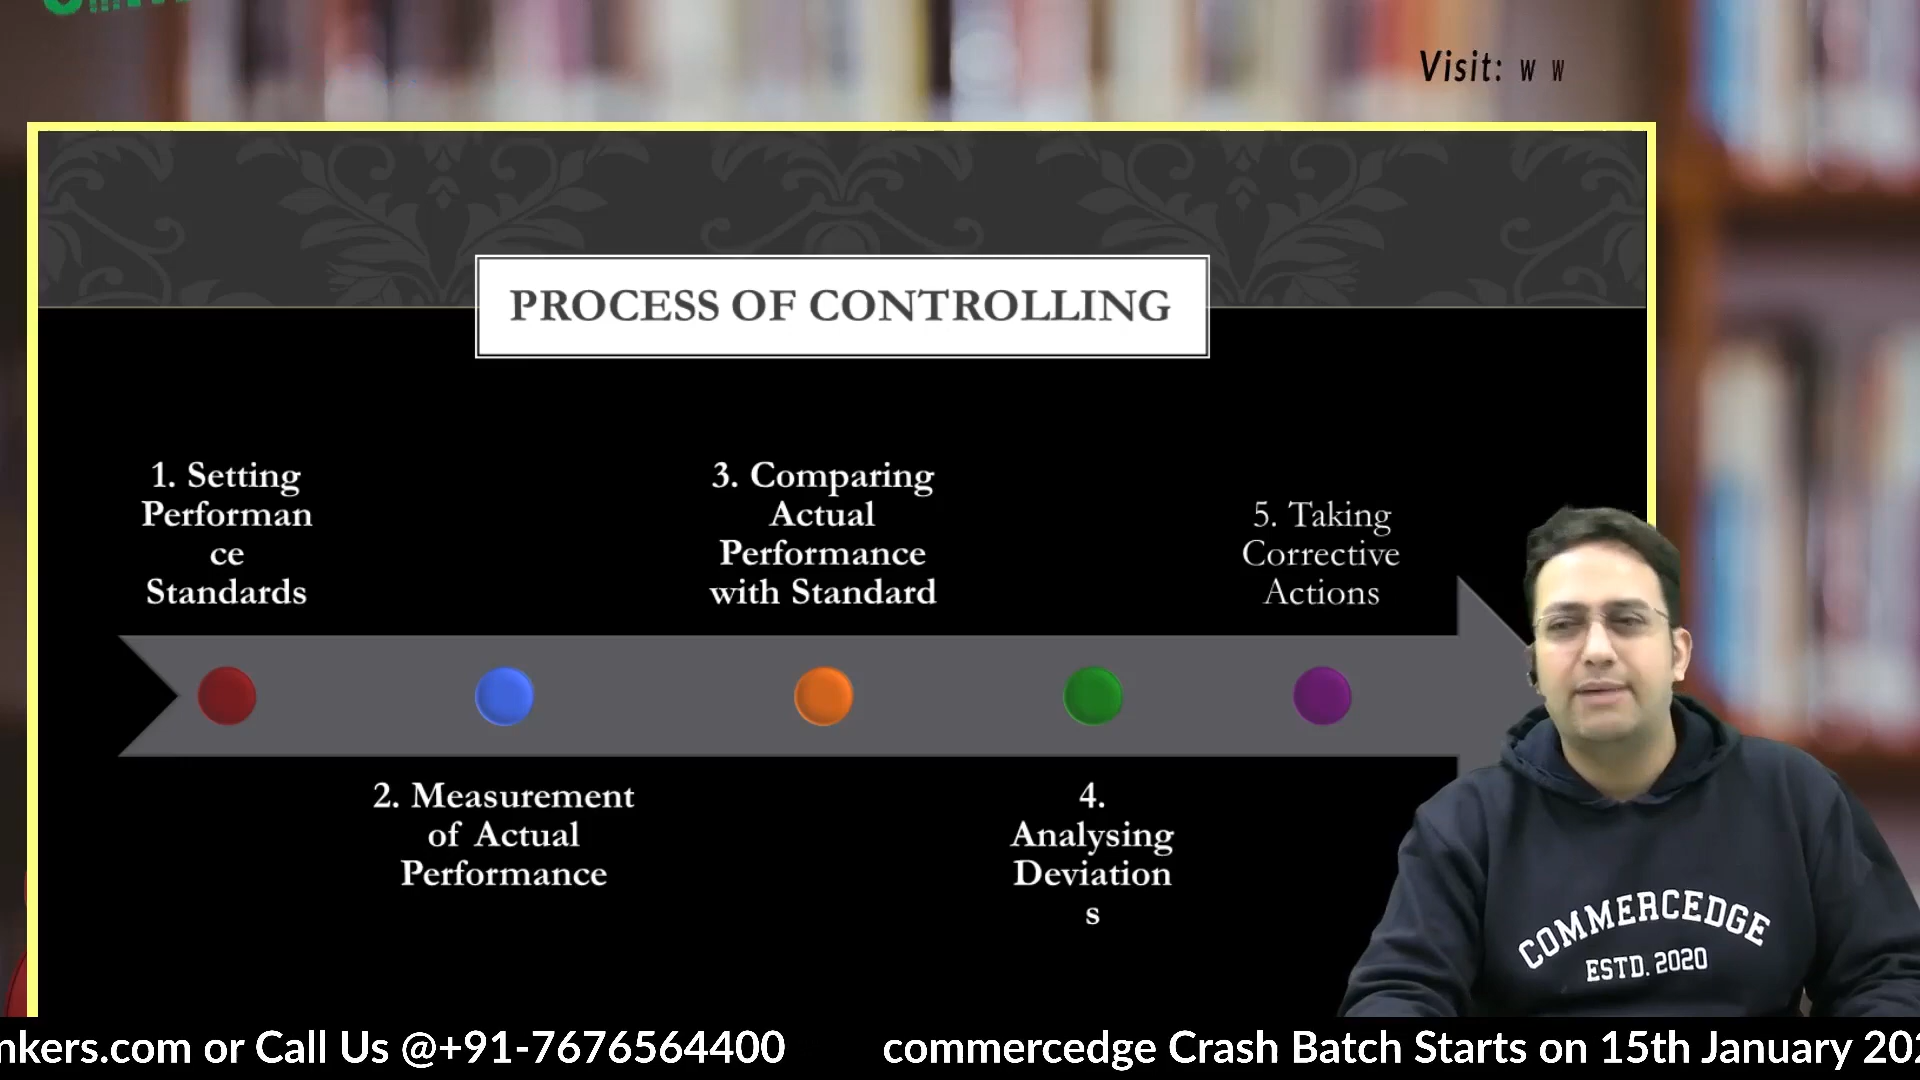 Visit: w w
PROCESS OF CONTROLLING
1. Setting
Performan
ce
Standards
2. Measurement
of Actual
Performance
3. Comparing
Actual
Performance
with Standard
4.
Analysing
Deviation
s
5. Taking
Corrective
Actions
COMMERCEDGE
ESTD. 2020
nkers.com or Call Us @+91-7676564400 commercedge Crash Batch Starts on 15th January 202